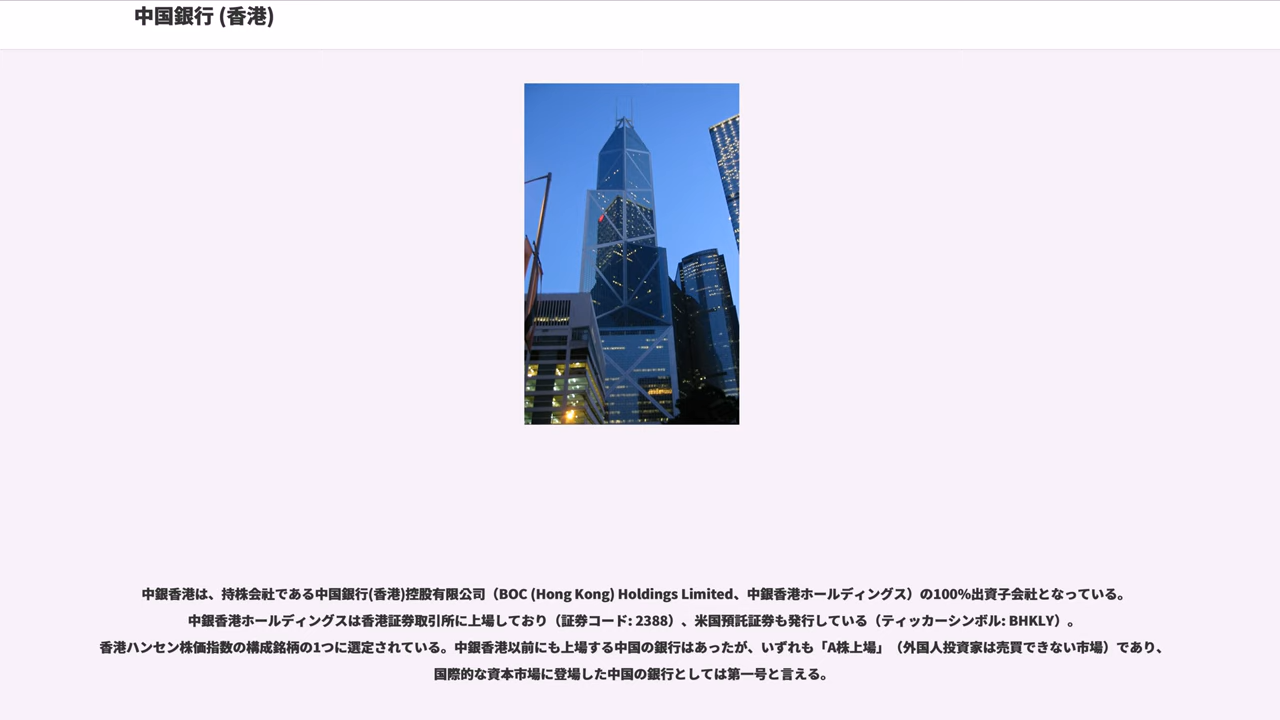 中国銀行 (香港)
中銀香港は、持株会社である中国銀行(香港)控股有限公司（BOC (Hong Kong) Holdings Limited、中銀香港ホールディングス）の100%出資子会社となっている。
中銀香港ホールディングスは香港証券取引所に上場しており（証券コード: 2388）、米国預託証券も発行している（ティッカーシンボル: BHKLY）。
香港ハンセン株価指数の構成銘柄の1つに選定されている。中銀香港以前にも上場する中国の銀行はあったが、いずれも「A株上場」（外国人投資家は売買できない市場）であり、
国際的な資本市場に登場した中国の銀行としては第一号と言える。